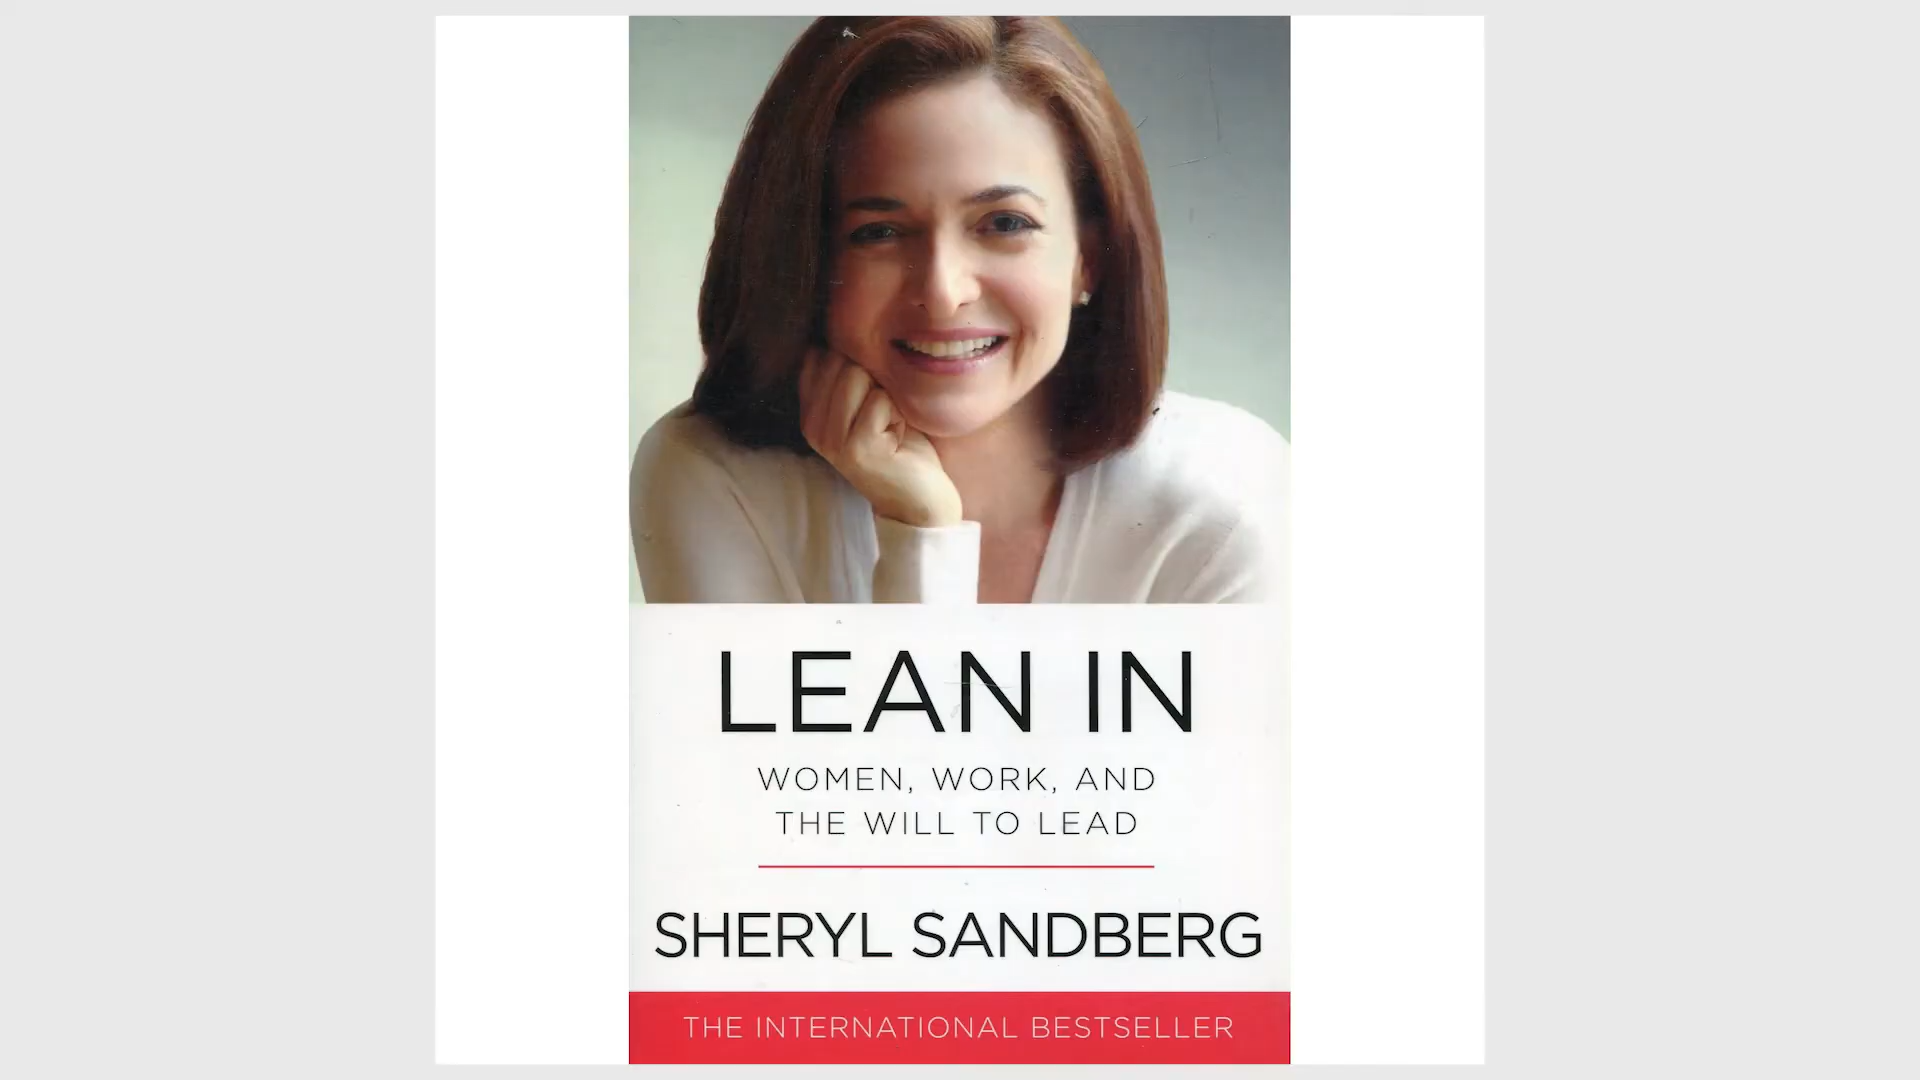 LEAN IN
WOMEN, WORK, AND
THE WILL TO LEAD
SHERYL SANDBERG
THE INTERNATIONAL BESTSELLER